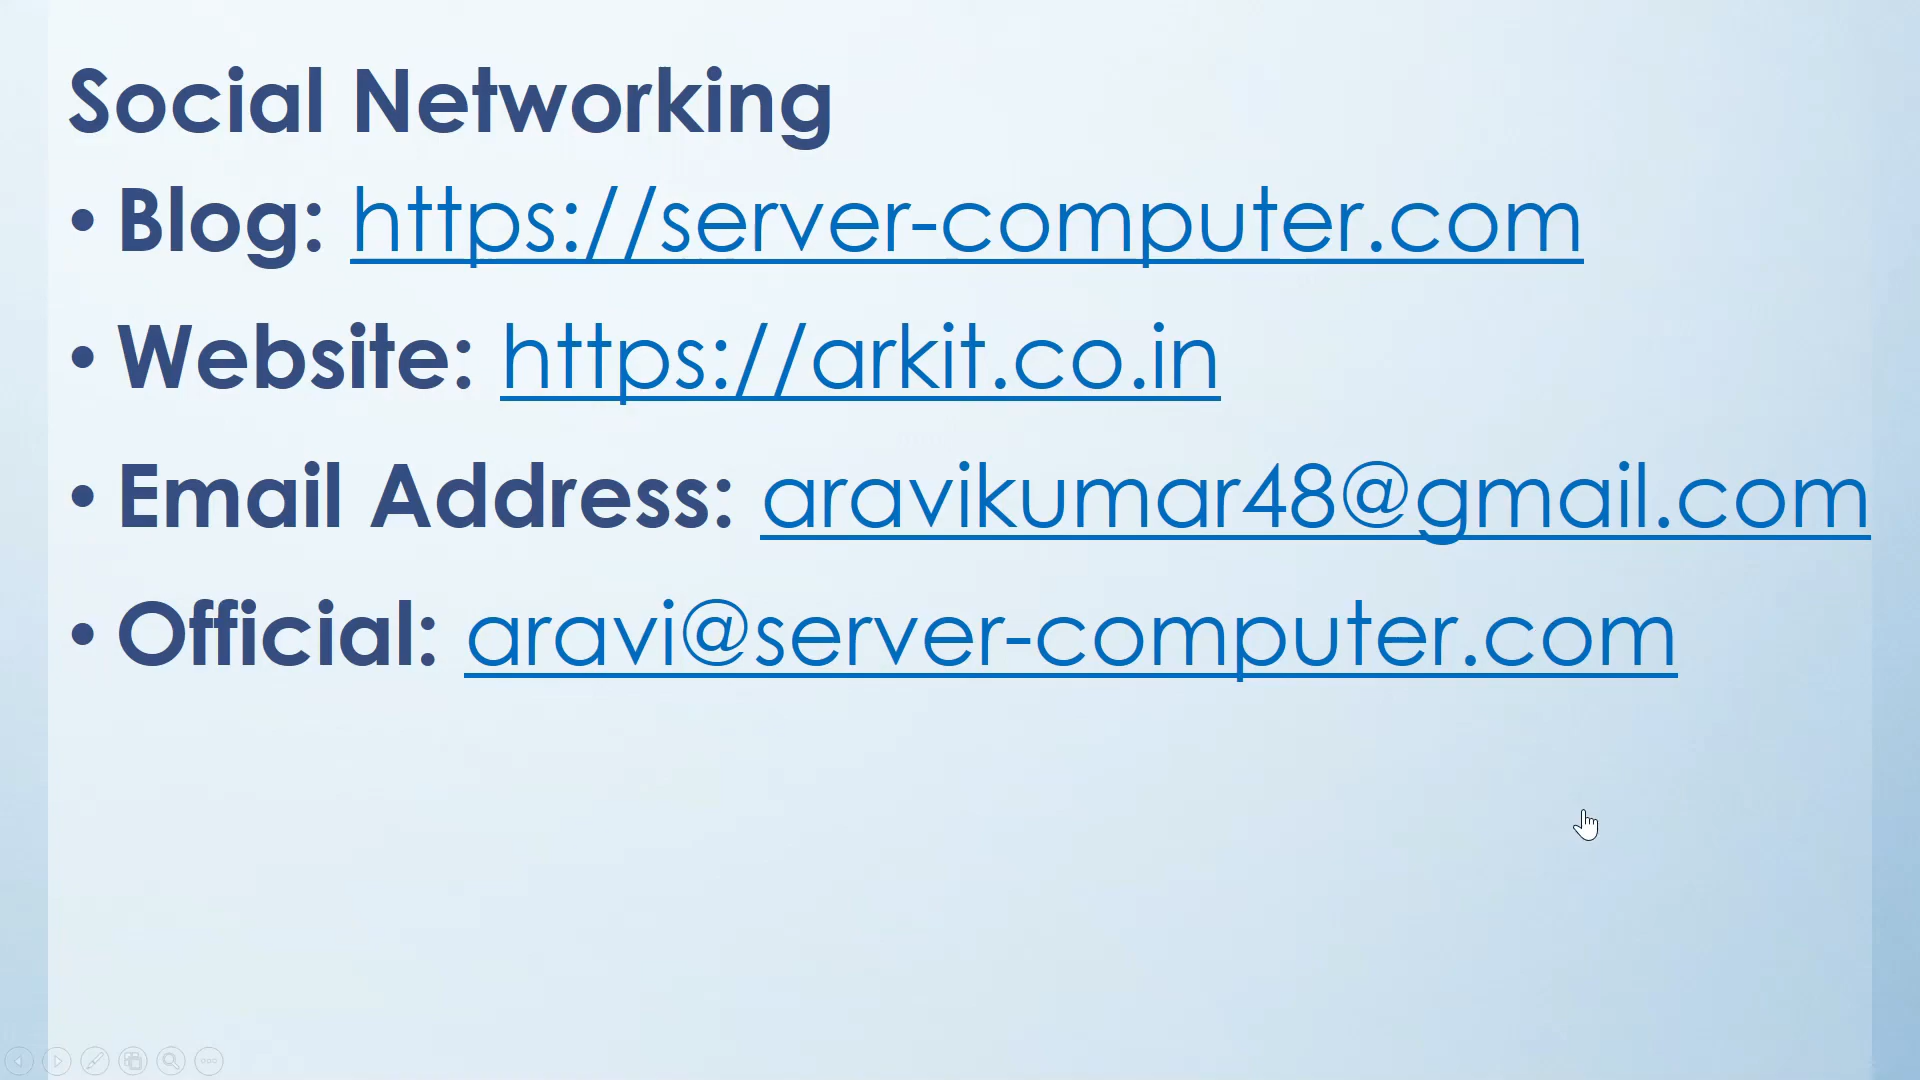 Social Networking
• Blog: https://server-computer.com
• Website: https://arkit.co.in
• Email Address: aravikumar48@gmail.com
• Official: aravi@server-computer.com